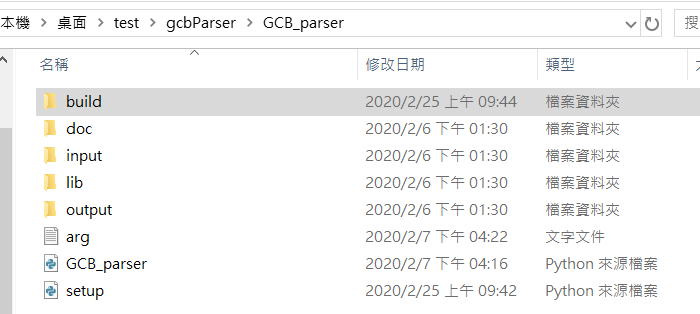 本機 > 桌面 > test > gcbParser > GCB_parser 搜
名稱 修改日期 類型
build 2020/2/25 上午 09:44 檔案資料夾
doc 2020/2/6 下午 01:30 檔案資料夾
input 2020/2/6 下午 01:30 檔案資料夾
lib 2020/2/6 下午 01:30 檔案資料夾
output 2020/2/6 下午 01:30 檔案資料夾
arg 2020/2/7 下午 04:22 文字文件
GCB_parser 2020/2/7 下午 04:16 Python 來源檔案
setup 2020/2/25 上午 09:42 Python 來源檔案